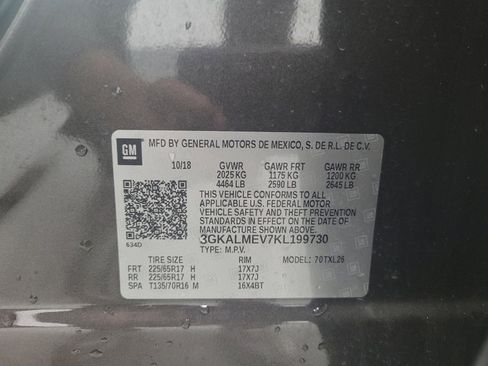 GM
MFD BY GENERAL MOTORS DE MEXICO, S. DE R.L. DE C.V.
10/18 GVWR GAWR FRT GAWR RR
2025 KG 1175 KG 1200 KG
4464 LB 2590 LB 2645 LB
THIS VEHICLE CONFORMS TO ALL
APPLICABLE U.S. FEDERAL MOTOR
VEHICLE SAFETY AND THEFT PREVENTION
STANDARDS IN EFFECT ON THE DATE OF
MANUFACTURE SHOWN ABOVE.
634D 3GKALMEV7KL199730
TYPE: M.P.V. MODEL: 70TXL26
TIRE SIZE RIM
FRT 225/65R17 H 17X7J
RR 225/65R17 H 17X7J
SPA T135/70R16 M 16X4BT